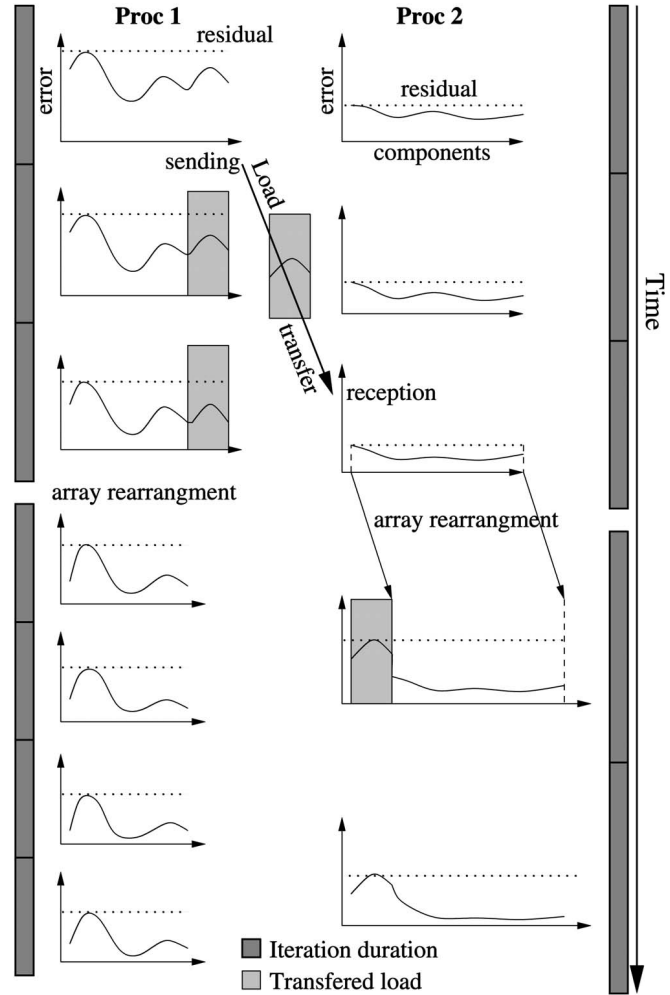 Proc 1
Proc 2
residual
error
error
residual
components
sending
Load
transfer
Time
reception
array rearrangment
array rearrangment
Iteration duration
Transfered load